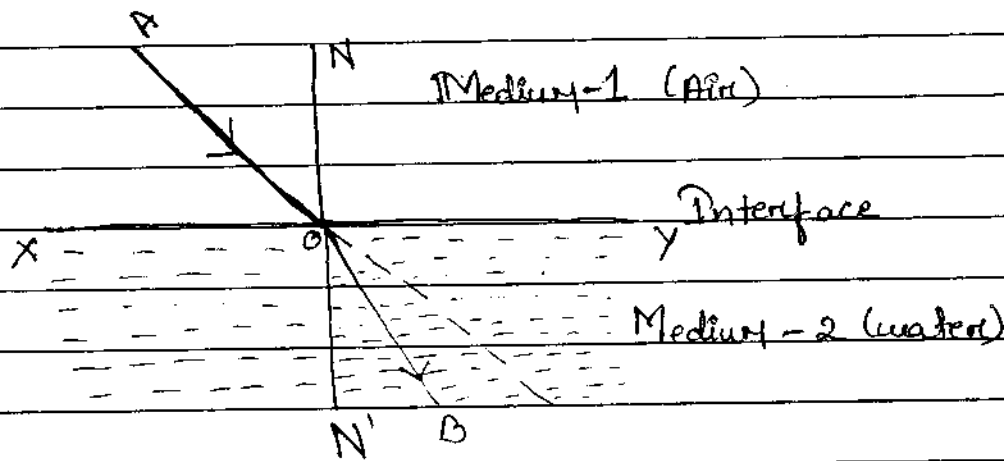 A
N
Medium-1 (Air)
Interface
X O Y
Medium - 2 (water)
N' B